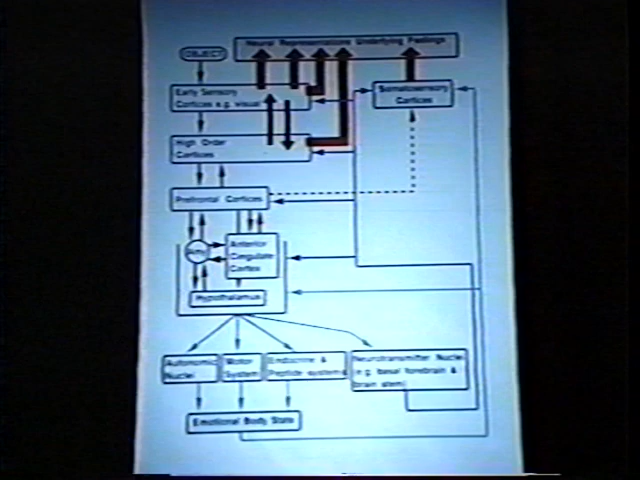 Neural Representations Underlying Feelings
OBJECT
Early Sensory
Cortices e.g. visual
Somatosensory
Cortices
High Order
Cortices
Prefrontal Cortices
Amy
Anterior
Cingulate
Cortex
Hypothalamus
Autonomic
Nuclei
Motor
System
Endocrine &
Peptide systems
Neurotransmitter Nuclei
(e.g. basal forebrain &
brain stem)
Emotional Body State